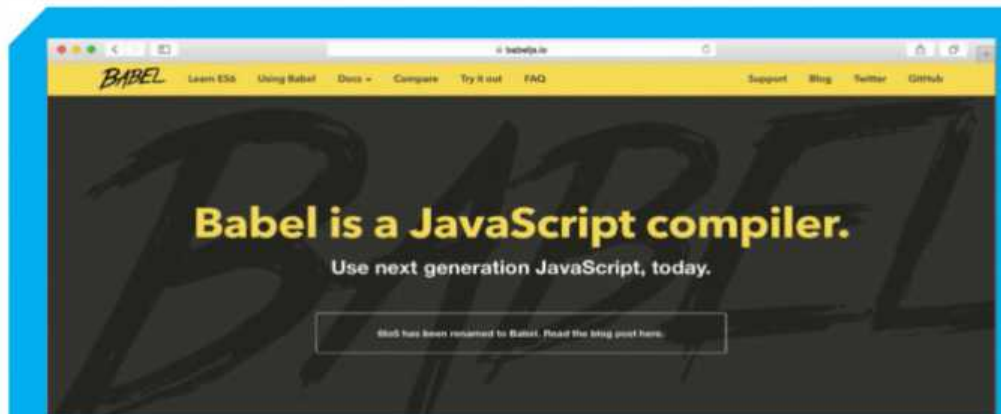 babeljs.io
BABEL Learn ES6 Using Babel Docs Compare Try it out FAQ Support Blog Twitter GitHub
BABEL
Babel is a JavaScript compiler.
Use next generation JavaScript, today.
6to5 has been renamed to Babel. Read the blog post here.